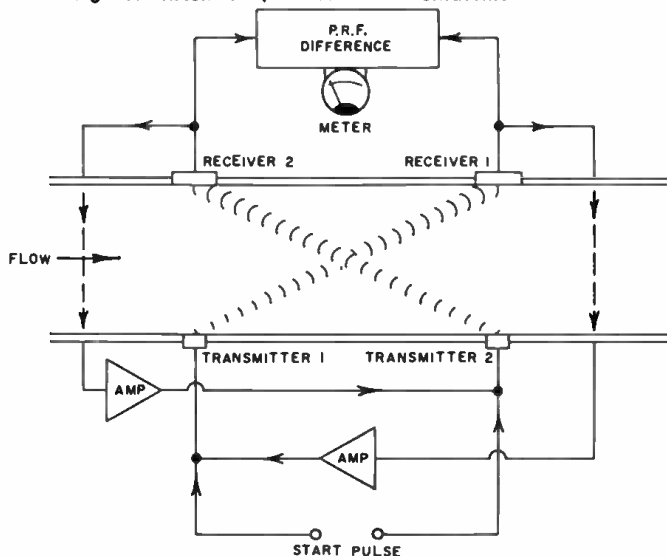 P.R.F.
DIFFERENCE
METER
RECEIVER 2 RECEIVER 1
FLOW
TRANSMITTER 1 TRANSMITTER 2
AMP
AMP
START PULSE